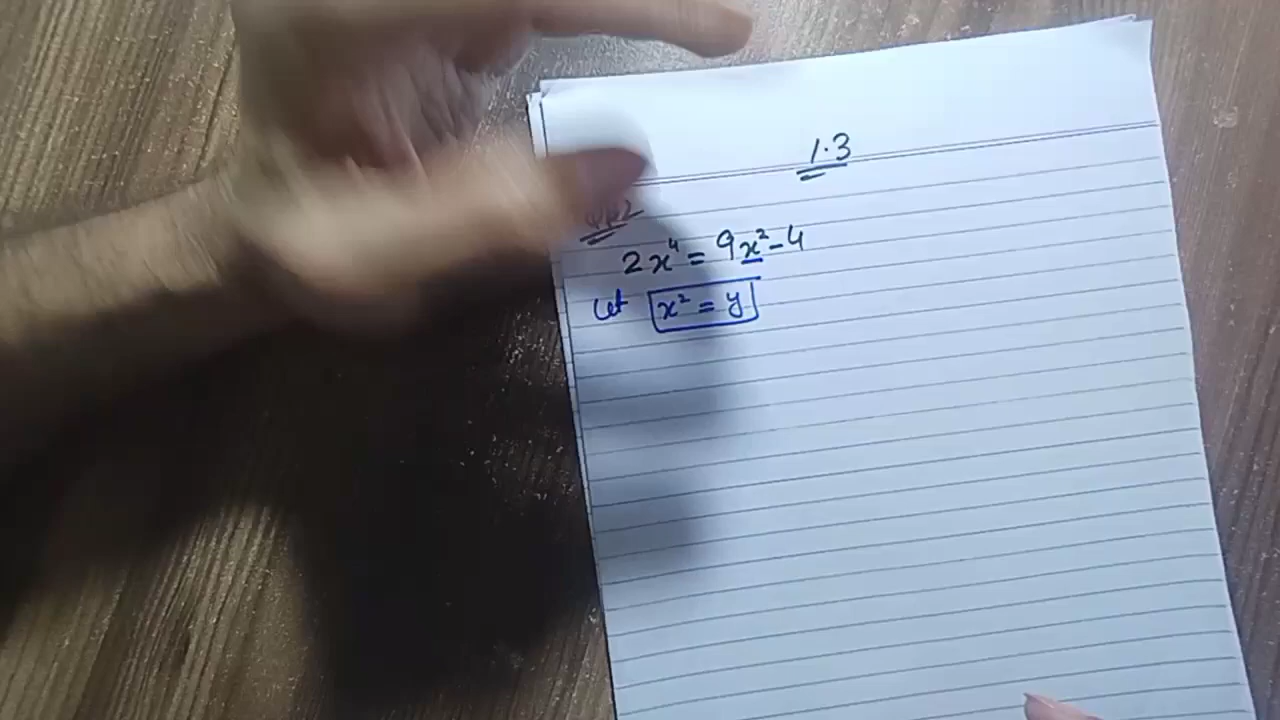 1.3
2x⁴ = 9x² - 4
Let x² = y